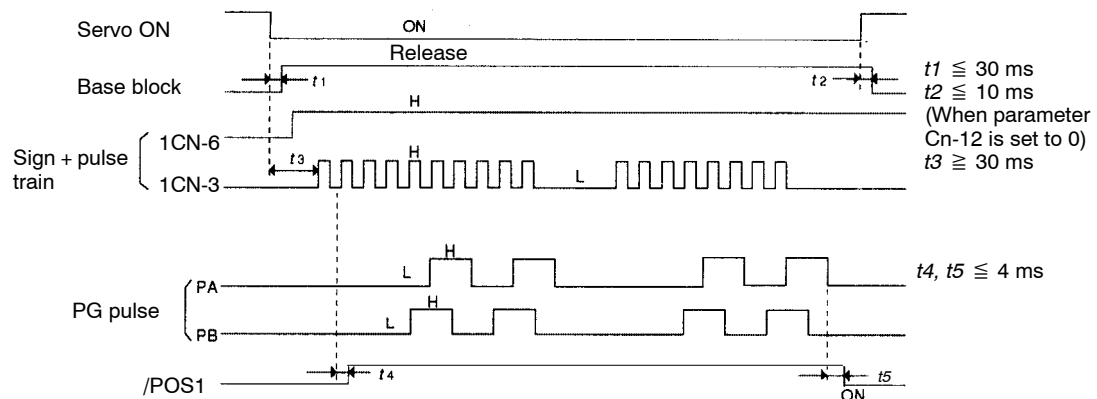 Servo ON
ON
Release
Base block
t1
t2
t1 ≦ 30 ms
t2 ≦ 10 ms
(When parameter
Cn-12 is set to 0)
t3 ≧ 30 ms
H
1CN-6
Sign + pulse
train
t3
H
1CN-3
L
H
L
PA
t4, t5 ≦ 4 ms
PG pulse
H
L
PB
/POS1
t4
t5
ON